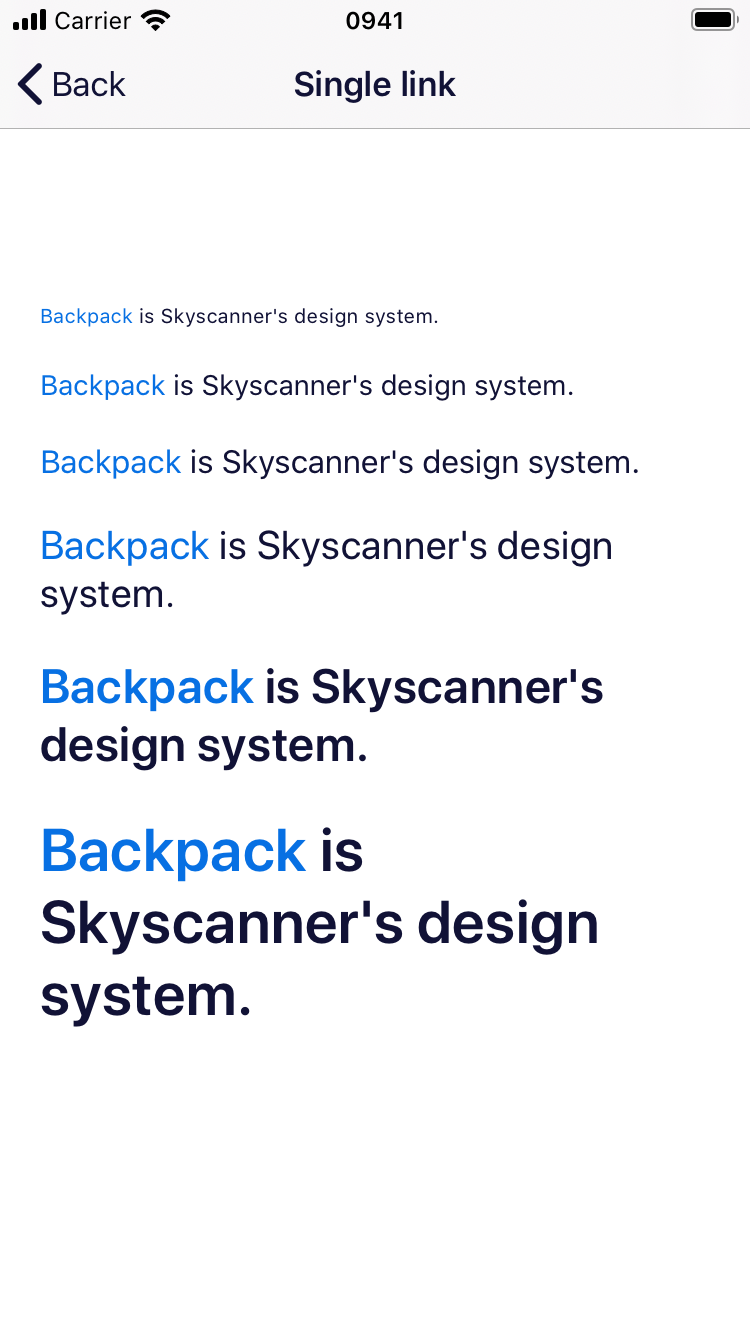 Carrier 0941
Back Single link
Backpack is Skyscanner's design system.
Backpack is Skyscanner's design system.
Backpack is Skyscanner's design system.
Backpack is Skyscanner's design
system.
Backpack is Skyscanner's
design system.
Backpack is
Skyscanner's design
system.